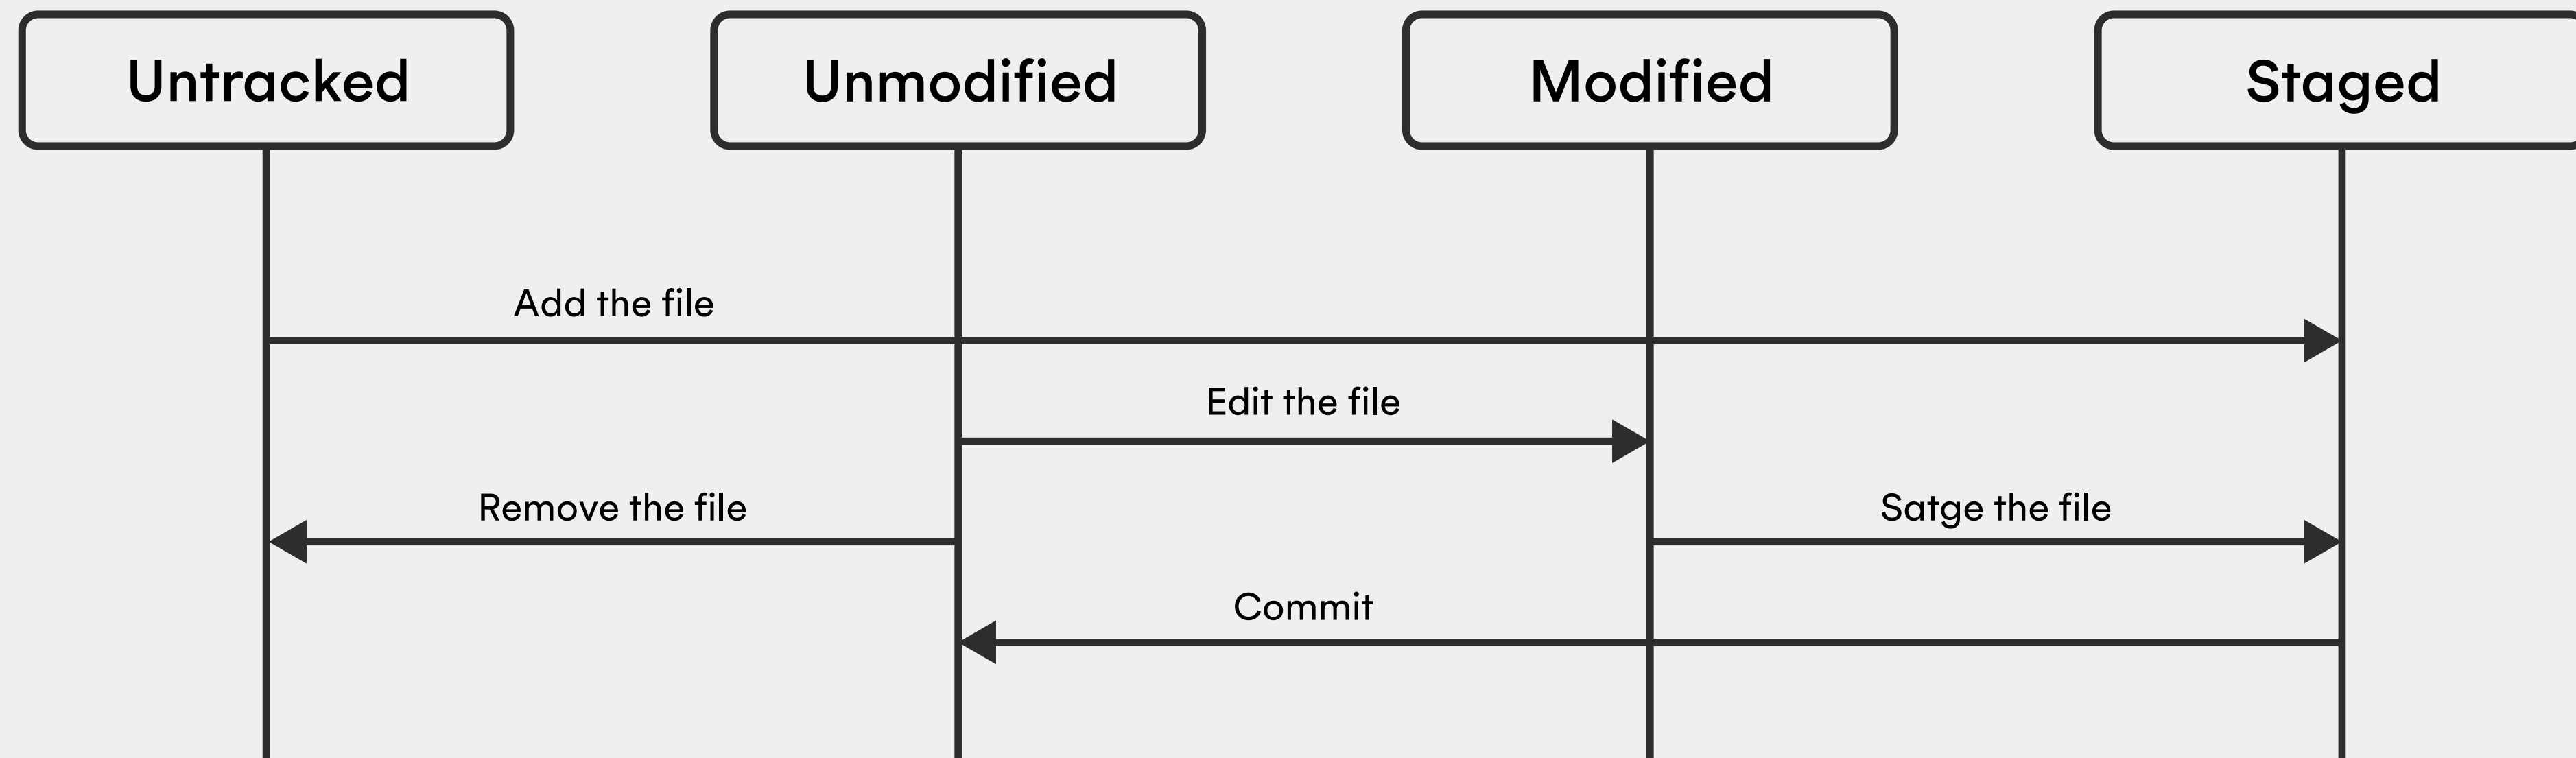 Untracked
Unmodified
Modified
Staged
Add the file
Edit the file
Remove the file
Satge the file
Commit